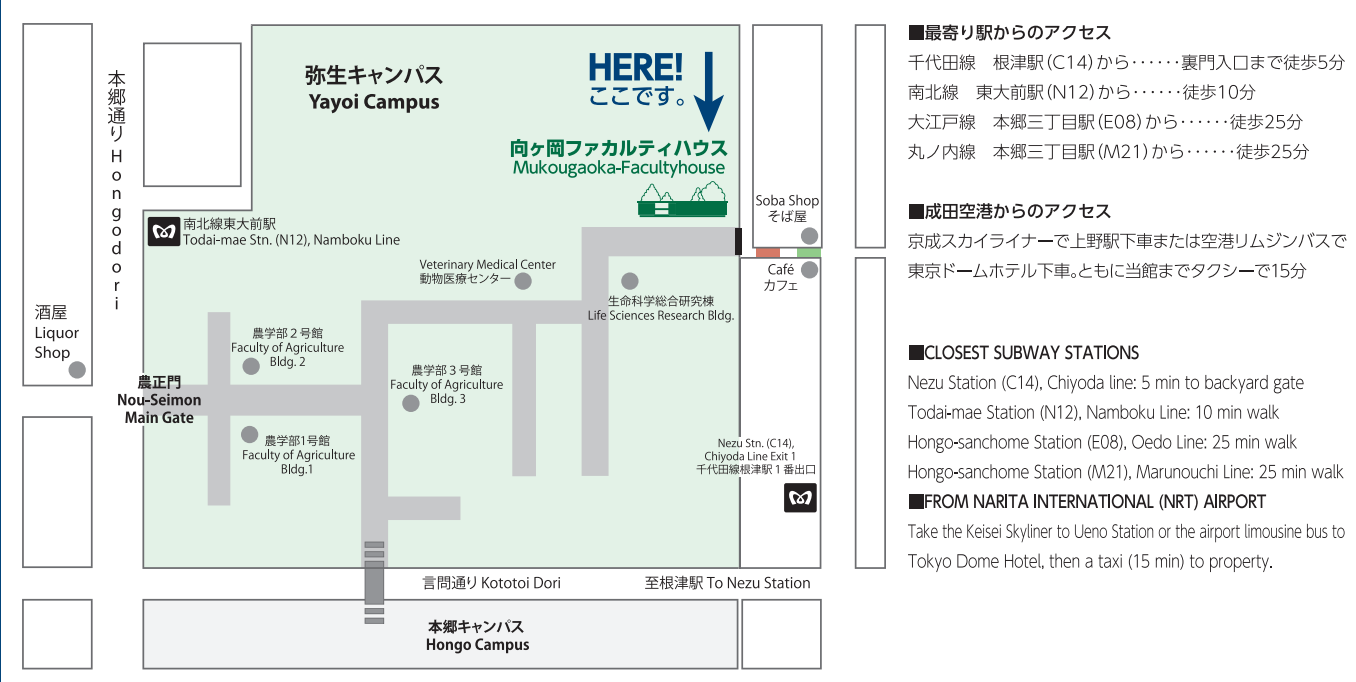 弥生キャンパス
Yayoi Campus
HERE!
ここです。
向ヶ岡ファカルティハウス
Mukougaoka-Facultyhouse
本郷通り Hongodori
南北線東大前駅
Todai-mae Stn. (N12), Namboku Line
Soba Shop
そば屋
Café
カフェ
Veterinary Medical Center
動物医療センター
生命科学総合研究棟
Life Sciences Research Bldg.
酒屋
Liquor
Shop
農学部２号館
Faculty of Agriculture
Bldg. 2
農学部３号館
Faculty of Agriculture
Bldg. 3
農正門
Nou-Seimon
Main Gate
農学部1号館
Faculty of Agriculture
Bldg.1
Nezu Stn. (C14),
Chiyoda Line Exit 1
千代田線根津駅１番出口
言問通り Kototoi Dori
至根津駅 To Nezu Station
本郷キャンパス
Hongo Campus
■最寄り駅からのアクセス
千代田線　根津駅（C14）から‥‥‥裏門入口まで徒歩5分
南北線　東大前駅（N12）から‥‥‥徒歩10分
大江戸線　本郷三丁目駅（E08）から‥‥‥徒歩25分
丸ノ内線　本郷三丁目駅（M21）から‥‥‥徒歩25分
■成田空港からのアクセス
京成スカイライナーで上野駅下車または空港リムジンバスで
東京ドームホテル下車。ともに当館までタクシーで15分
■CLOSEST SUBWAY STATIONS
Nezu Station (C14), Chiyoda line: 5 min to backyard gate
Todai-mae Station (N12), Namboku Line: 10 min walk
Hongo-sanchome Station (E08), Oedo Line: 25 min walk
Hongo-sanchome Station (M21), Marunouchi Line: 25 min walk
■FROM NARITA INTERNATIONAL (NRT) AIRPORT
Take the Keisei Skyliner to Ueno Station or the airport limousine bus to
Tokyo Dome Hotel, then a taxi (15 min) to property.